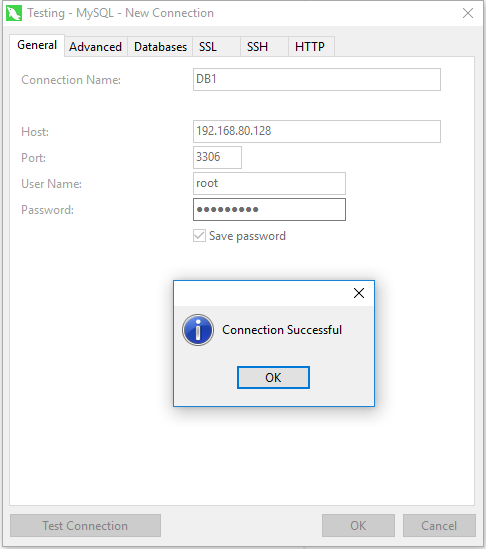 Testing - MySQL - New Connection
General Advanced Databases SSL SSH HTTP
Connection Name: DB1
Host: 192.168.80.128
Port: 3306
User Name: root
Password: ●●●●●●●●●
Save password
Connection Successful
OK
Test Connection OK Cancel